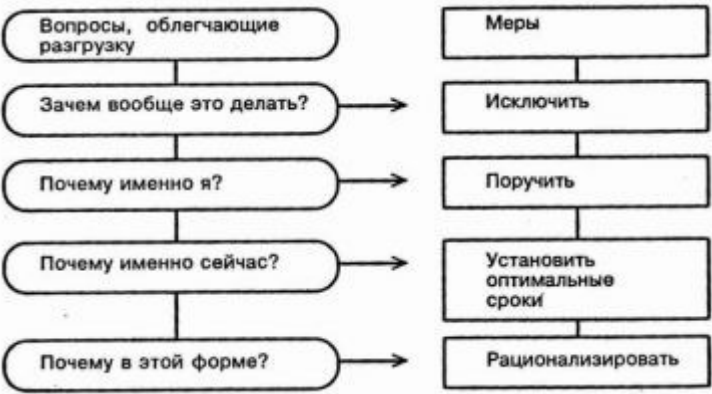 Вопросы, облегчающие
разгрузку
Меры
Зачем вообще это делать?
Исключить
Почему именно я?
Поручить
Почему именно сейчас?
Установить
оптимальные
сроки
Почему в этой форме?
Рационализировать